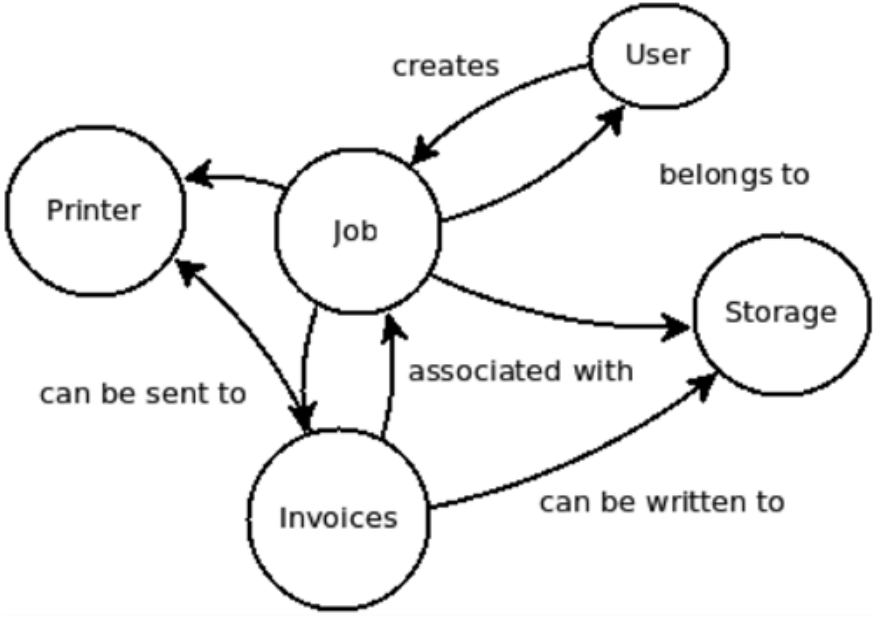 User
creates
belongs to
Printer
Job
Storage
associated with
can be sent to
can be written to
Invoices